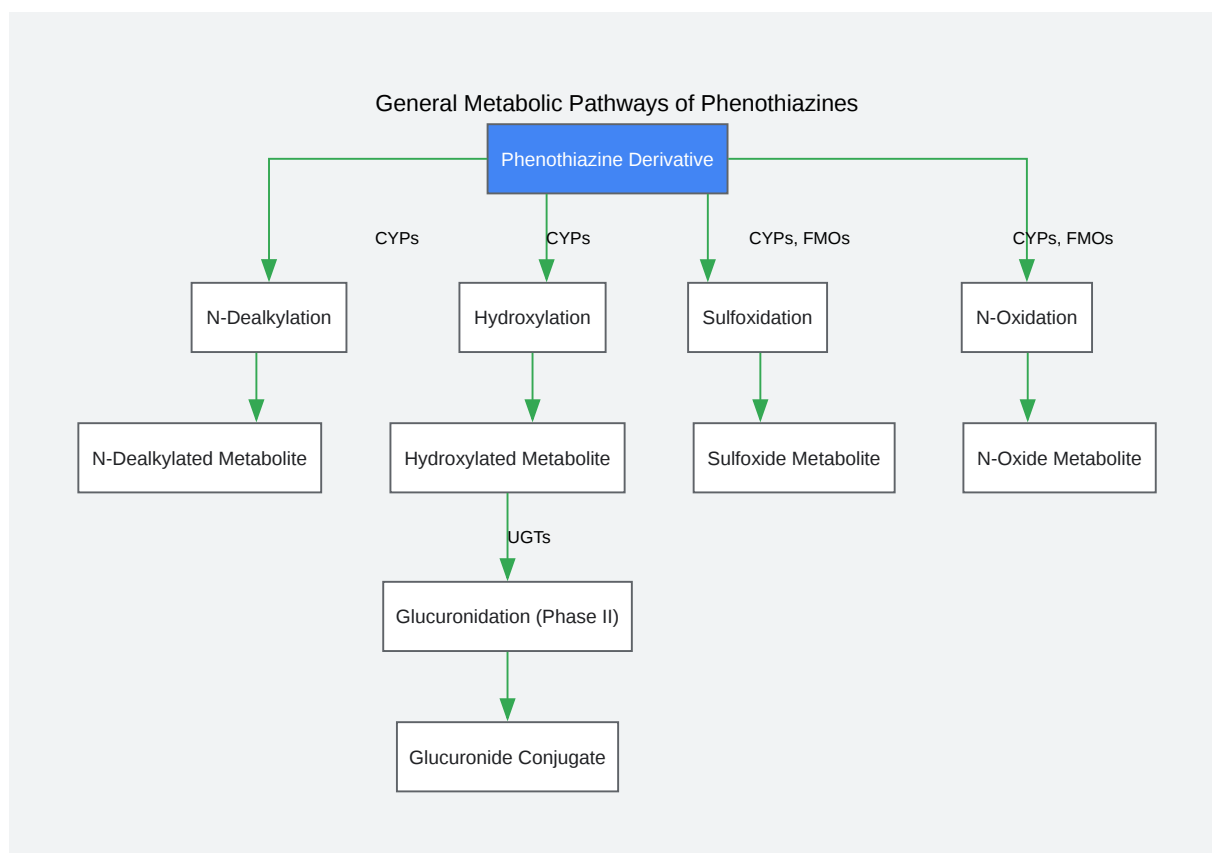 General Metabolic Pathways of Phenothiazines
Phenothiazine Derivative
CYPs
CYPs
CYPs, FMOs
CYPs, FMOs
N-Dealkylation
Hydroxylation
Sulfoxidation
N-Oxidation
N-Dealkylated Metabolite
Hydroxylated Metabolite
Sulfoxide Metabolite
N-Oxide Metabolite
UGTs
Glucuronidation (Phase II)
Glucuronide Conjugate